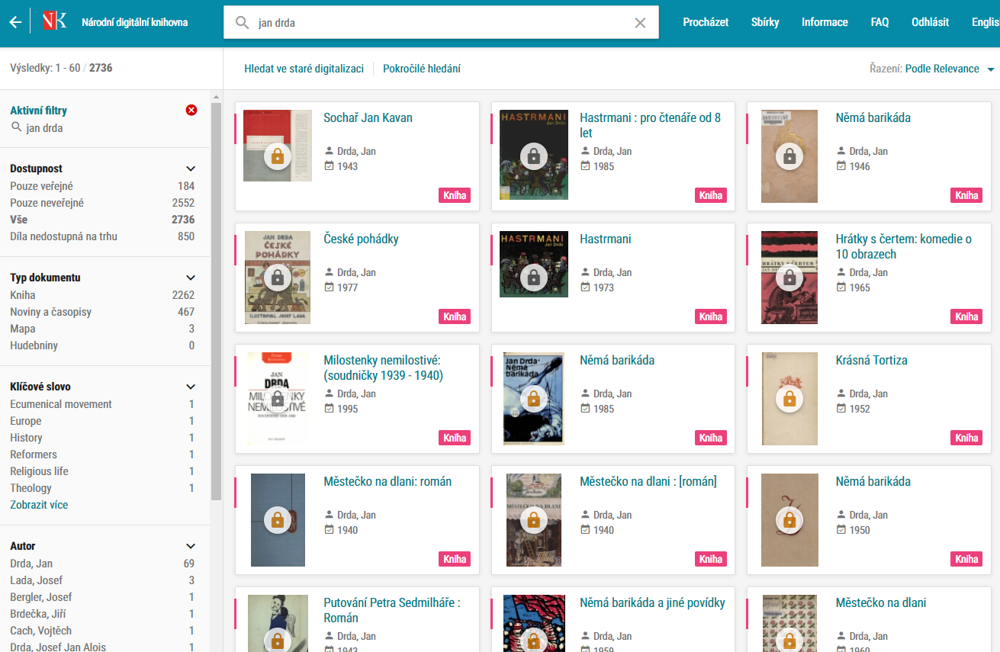 Národní digitální knihovna
jan drda
Procházet
Sbírky
Informace
FAQ
Odhlásit
Englis
Výsledky: 1 - 60 / 2736
Hledat ve staré digitalizaci
Pokročilé hledání
Řazení: Podle Relevance
Aktivní filtry
jan drda
Dostupnost
Pouze veřejné 184
Pouze neveřejné 2552
Vše 2736
Díla nedostupná na trhu 850
Typ dokumentu
Kniha 2262
Noviny a časopisy 467
Mapa 3
Hudebniny 0
Klíčové slovo
Ecumenical movement 1
Europe 1
History 1
Reformers 1
Religious life 1
Theology 1
Zobrazit více
Autor
Drda, Jan 69
Lada, Josef 3
Bergler, Josef 1
Brdečka, Jiří 1
Cach, Vojtěch 1
Drda, Josef Jan Alois 1
Sochař Jan Kavan
Drda, Jan
1943
Kniha
HASTRMANI
Jan Drda
Hastrmani : pro čtenáře od 8
let
Drda, Jan
1985
Kniha
Němá barikáda
Drda, Jan
1946
Kniha
JAN DRDA
ČESKÉ
POHÁDKY
ILUSTROVAL JOSEF LADA
České pohádky
Drda, Jan
1977
Kniha
HASTRMANI
Jan Drda
Hastrmani
Drda, Jan
1973
Kniha
HRÁTKY S ČERTEM
Hrátky s čertem: komedie o
10 obrazech
Drda, Jan
1965
Kniha
JAN
DRDA
MILOSTENKY
NEMILOSTIVÉ
Milostenky nemilostivé:
(soudničky 1939 - 1940)
Drda, Jan
1995
Kniha
Jan Drda
Němá
barikáda
Němá barikáda
Drda, Jan
1985
Kniha
Krásná Tortiza
Drda, Jan
1952
Kniha
Městečko na dlani: román
Drda, Jan
1940
Kniha
MĚSTEČKO NA DLANI
Městečko na dlani : [román]
Drda, Jan
1940
Kniha
Němá barikáda
Drda, Jan
1950
Kniha
Putování Petra Sedmilháře :
Román
Drda, Jan
1943
Němá barikáda a jiné povídky
Drda, Jan
1959
Městečko na dlani
Drda, Jan
1960